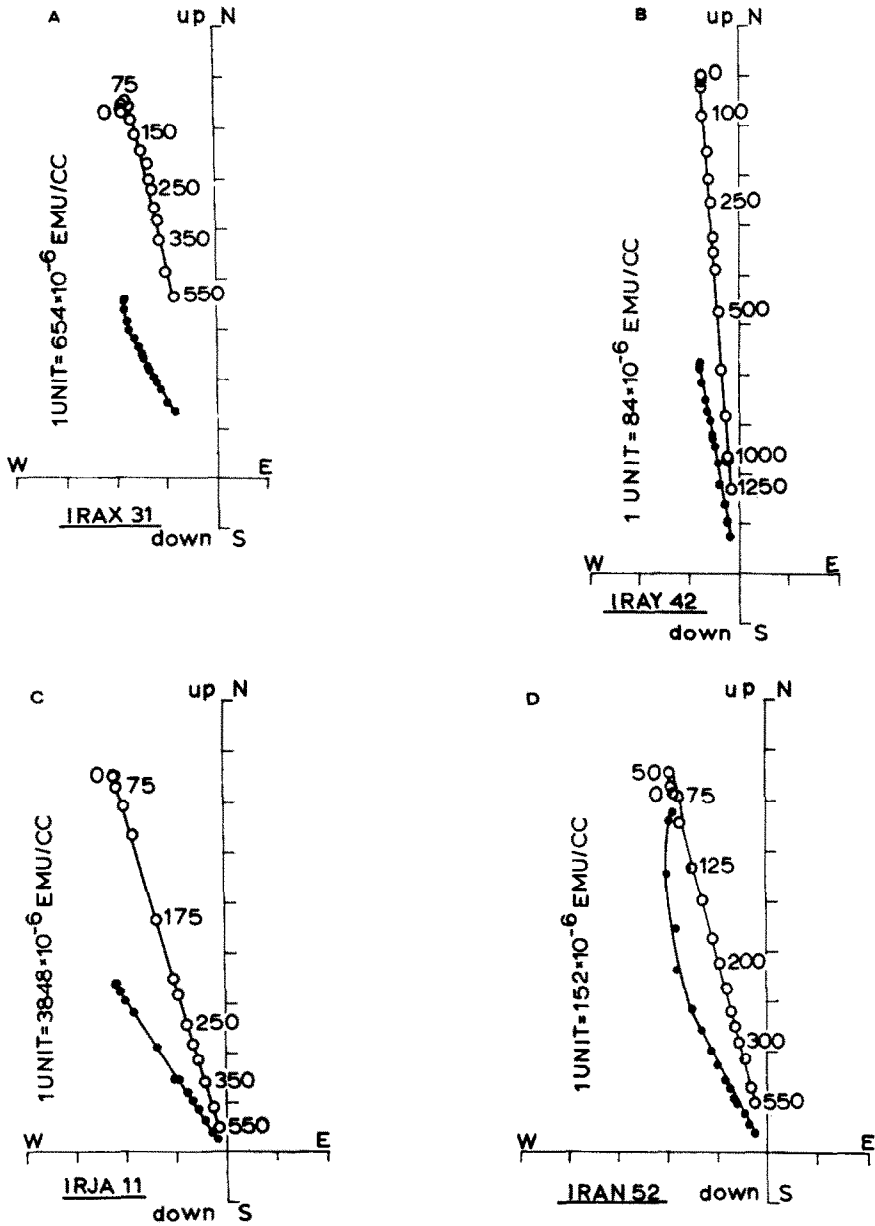 A
up N
75
0
150
250
350
550
1UNIT=654*10⁻⁶ EMU/CC
W
E
IRAX 31
down S
B
up N
0
100
250
500
1000
1250
1 UNIT=84*10⁻⁶ EMU/CC
W
E
IRAY 42
down S
C
up N
0
75
175
250
350
550
1UNIT=3848*10⁻⁶ EMU/CC
W
E
IRJA 11
down S
D
up N
50
0
75
125
200
300
550
1UNIT=152*10⁻⁶ EMU/CC
W
E
IRAN 52
down S